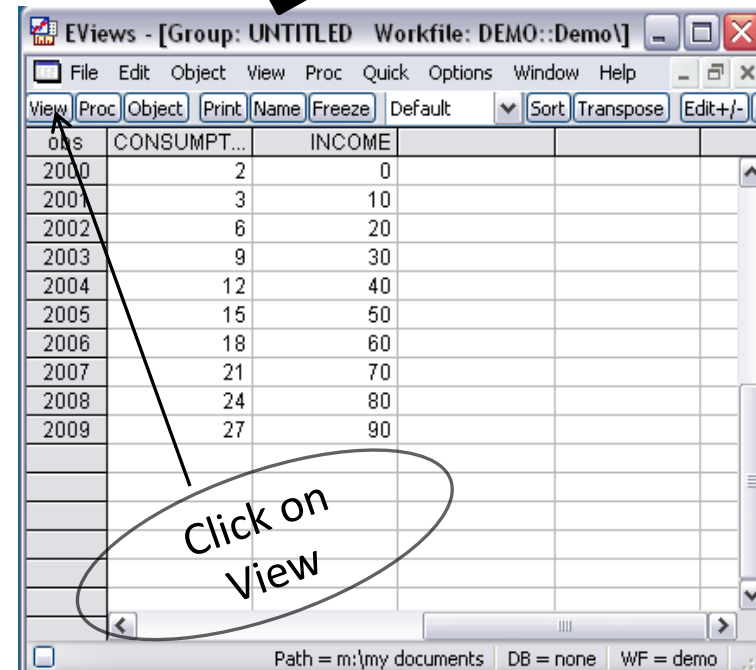 EViews - [Group: UNTITLED   Workfile: DEMO::Demo\]
File Edit Object View Proc Quick Options Window Help
View Proc Object Print Name Freeze Default Sort Transpose Edit+/-
obs CONSUMPT... INCOME
2000 2 0
2001 3 10
2002 6 20
2003 9 30
2004 12 40
2005 15 50
2006 18 60
2007 21 70
2008 24 80
2009 27 90
Click on
View
Path = m:\my documents DB = none WF = demo